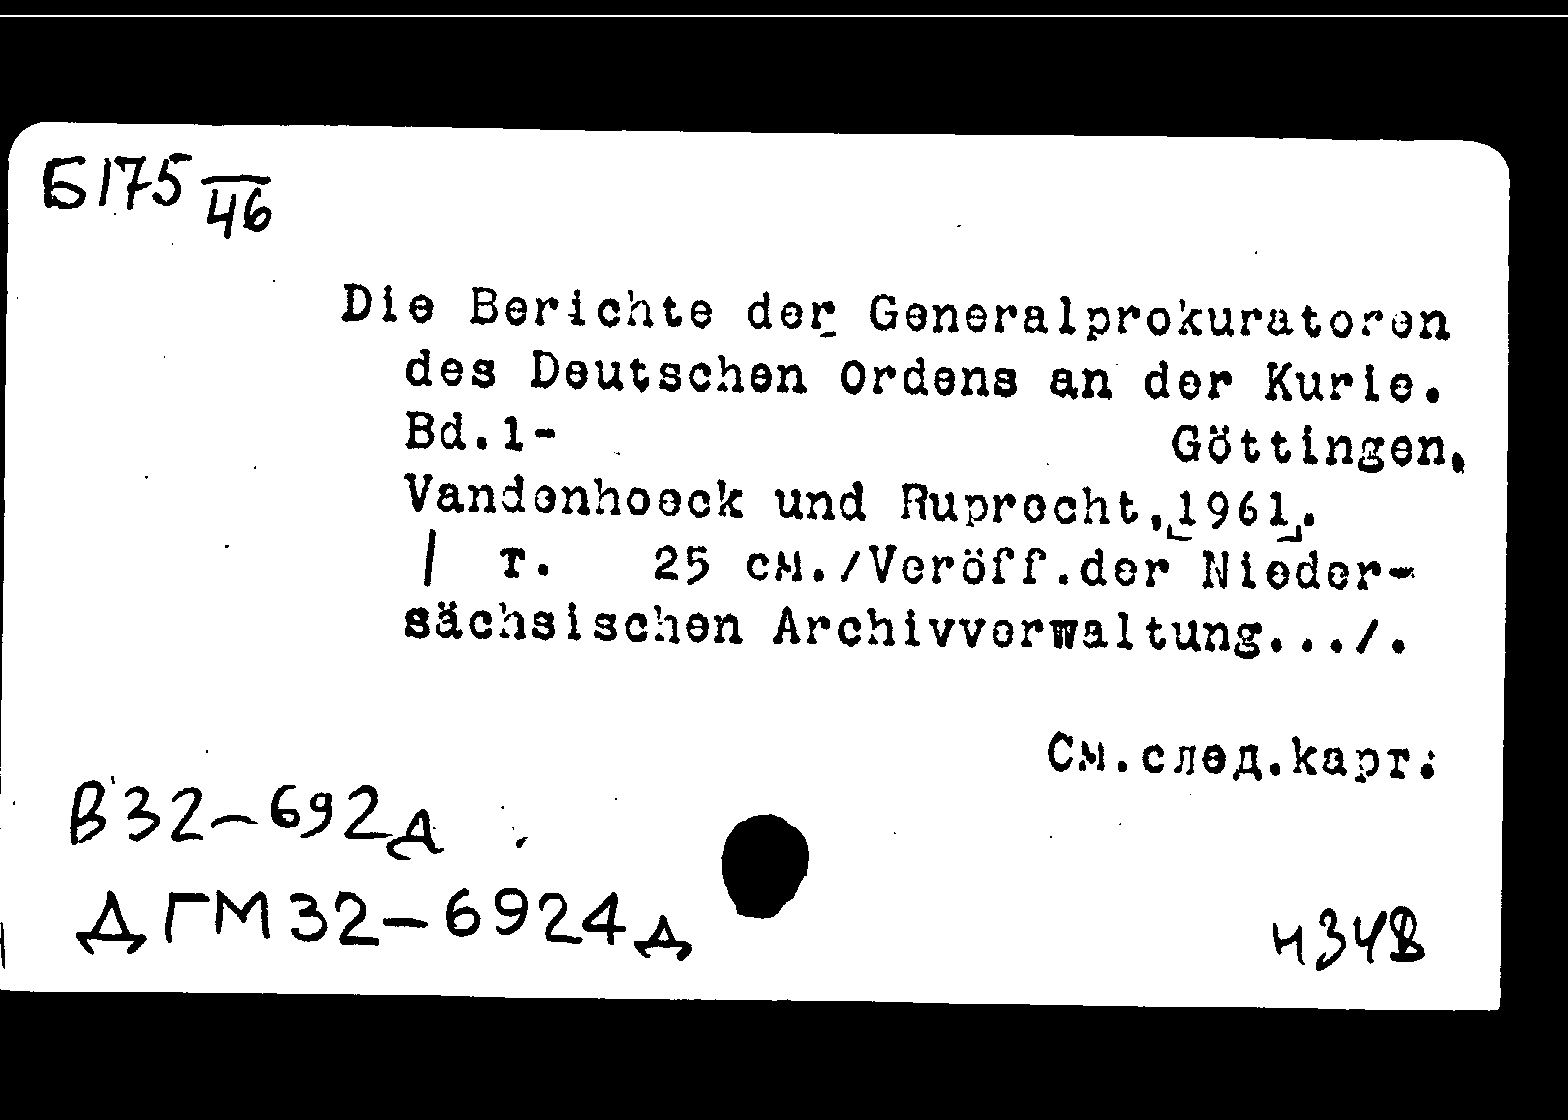 Б175/46
Die Berichte der Generalprokuratoren
des Deutschen Ordens an der Kurie.
Bd.1- Göttingen,
Vandenhoeck und Ruprecht, 1961.
| т. 25 см./Veröff.der Nieder-
sächsischen Archivverwaltung.../.
См.след.карт.
В32-692д
ДГМ32-6924д
н34В